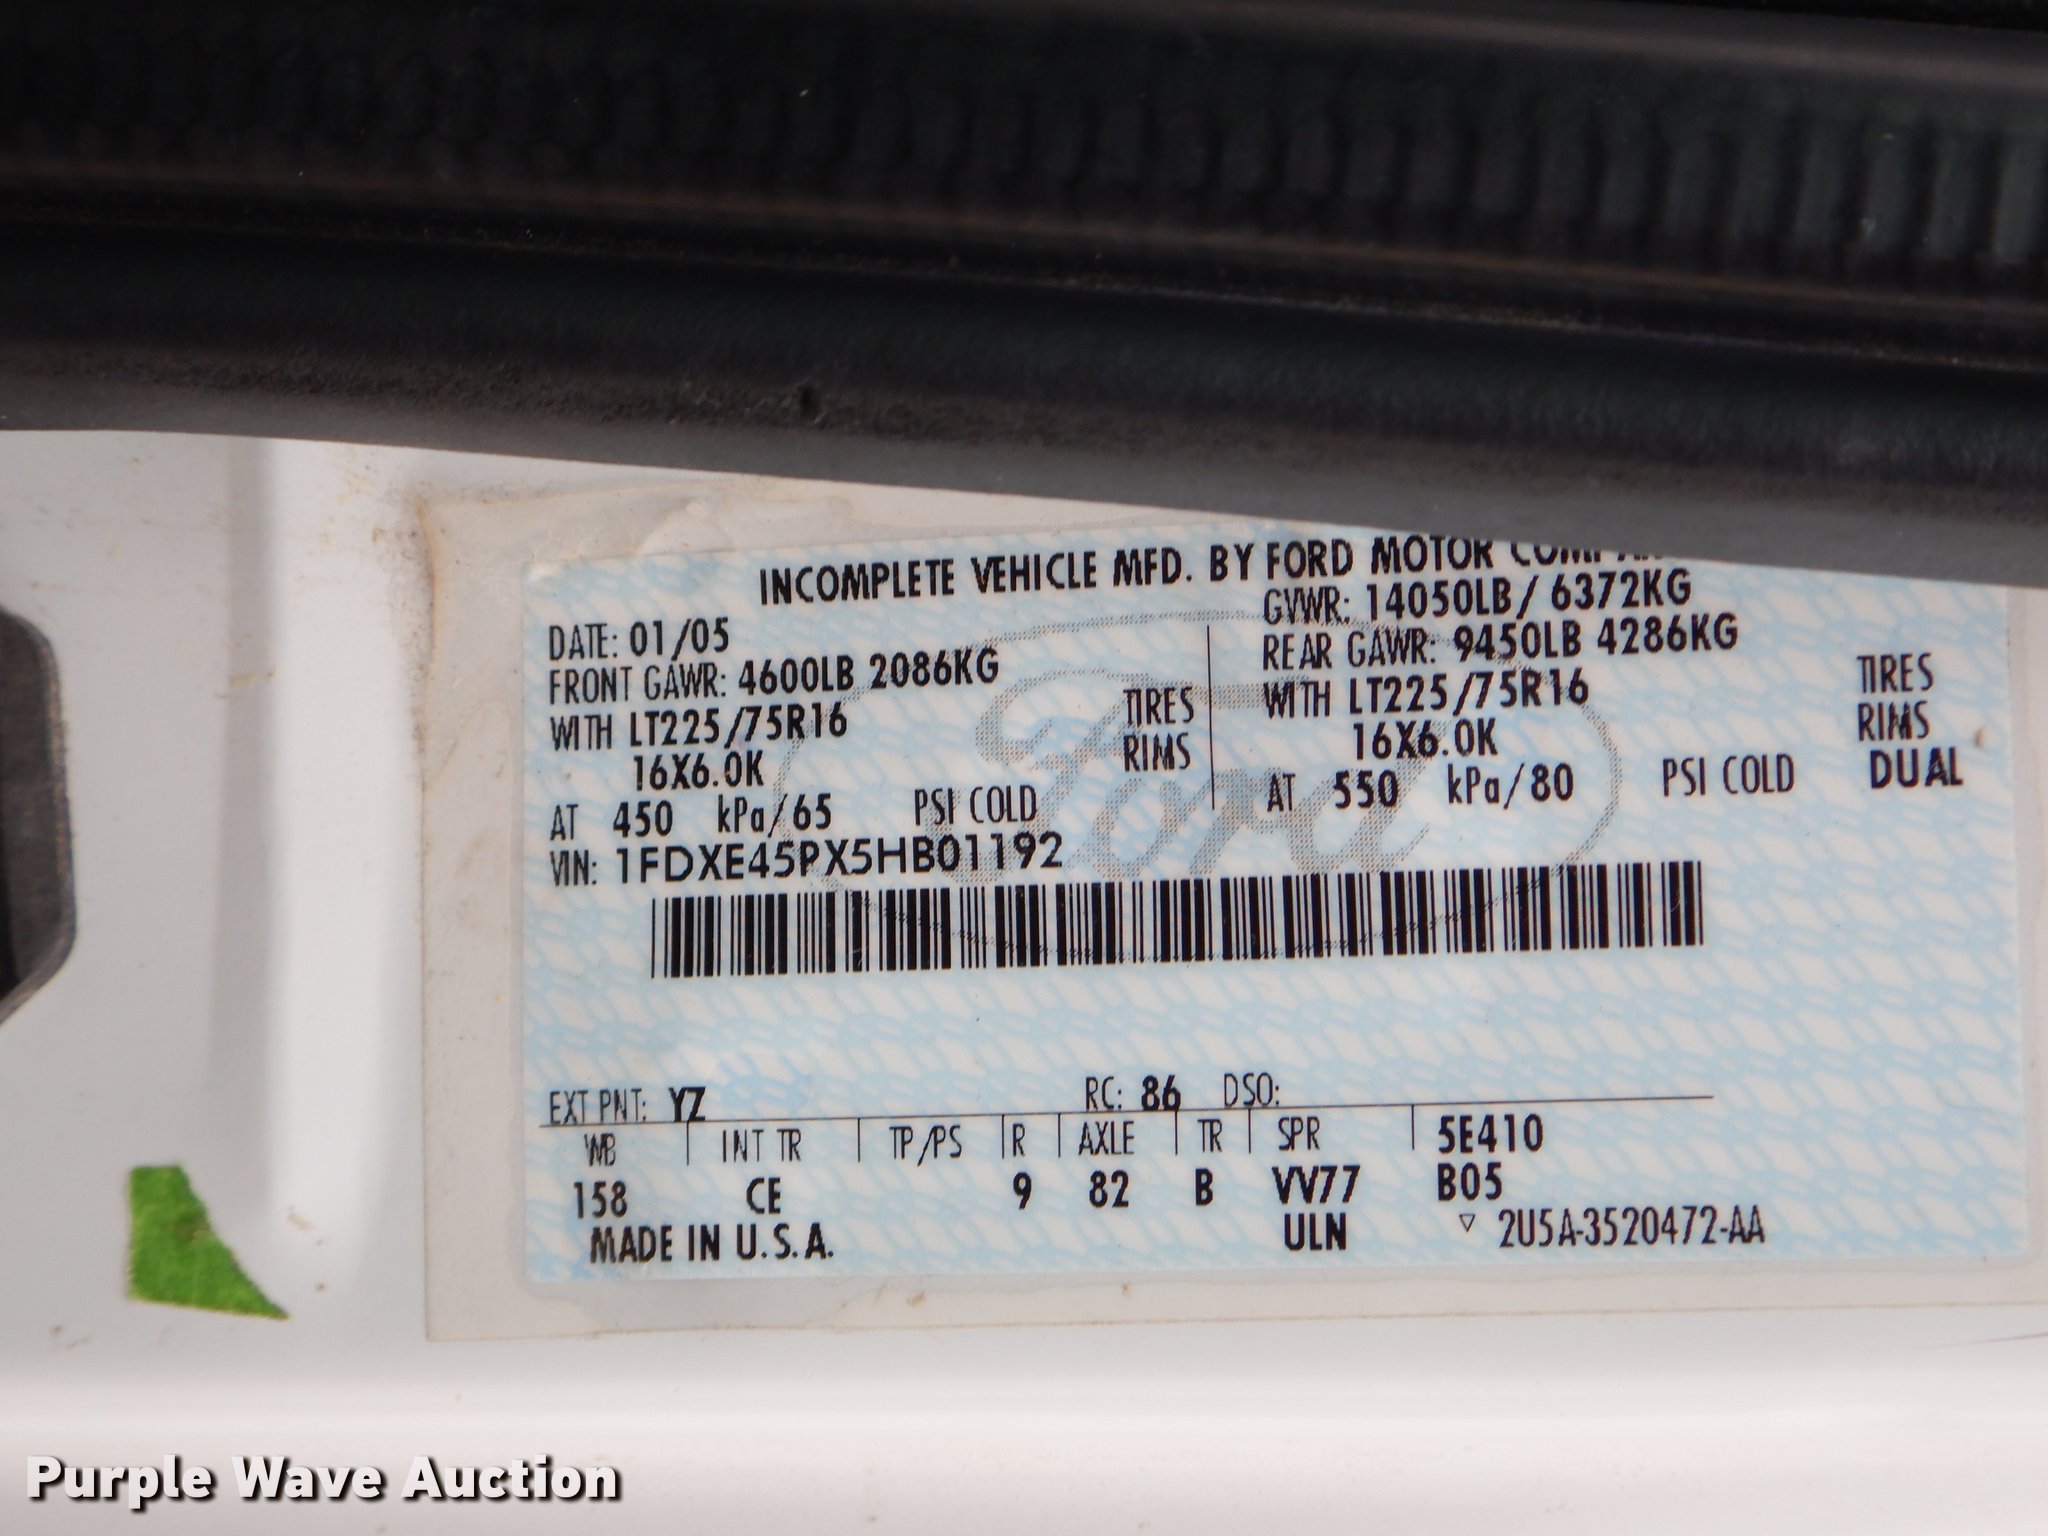 INCOMPLETE VEHICLE MFD. BY FORD MOTOR
DATE: 01/05
GVWR: 14050LB/ 6372KG
FRONT GAWR: 4600LB 2086KG
REAR GAWR: 9450LB 4286KG
WITH LT225/75R16 TIRES
WITH LT225/75R16 TIRES
16X6.0K RIMS
16X6.0K RIMS
AT 450 kPa/65 PSI COLD
AT 550 kPa/80 PSI COLD DUAL
VIN: 1FDXE45PX5HB01192
Ford
EXT PNT: YZ RC: 86 DSO:
WB INT TR TP/PS R AXLE TR SPR 5E410
158 CE 9 82 B VV77 B05
MADE IN U.S.A. ULN ▽ 2U5A-3520472-AA
Purple Wave Auction